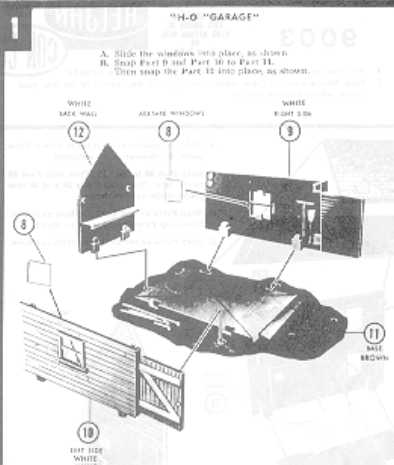 1
"H-O "GARAGE"
A. Slide the windows into place, as shown
B. Snap Part 9 and Part 10 to Part 11.
Then snap the Part 12 into place, as shown.
WHITE
BACK WALL
12
ACETATE WINDOWS
8
WHITE
RIGHT SIDE
9
8
11
BASE
BROWN
10
LEFT SIDE
WHITE